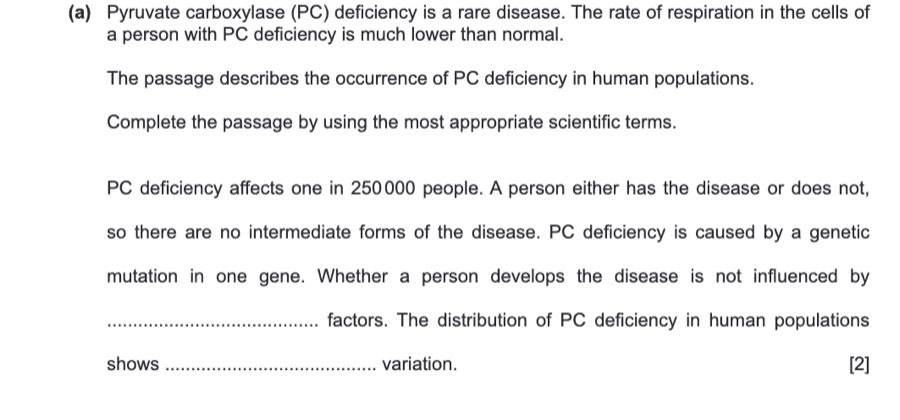 (a) Pyruvate carboxylase (PC) deficiency is a rare disease. The rate of respiration in the cells of
a person with PC deficiency is much lower than normal.
The passage describes the occurrence of PC deficiency in human populations.
Complete the passage by using the most appropriate scientific terms.
PC deficiency affects one in 250 000 people. A person either has the disease or does not,
so there are no intermediate forms of the disease. PC deficiency is caused by a genetic
mutation in one gene. Whether a person develops the disease is not influenced by
........................................ factors. The distribution of PC deficiency in human populations
shows ........................................ variation. [2]